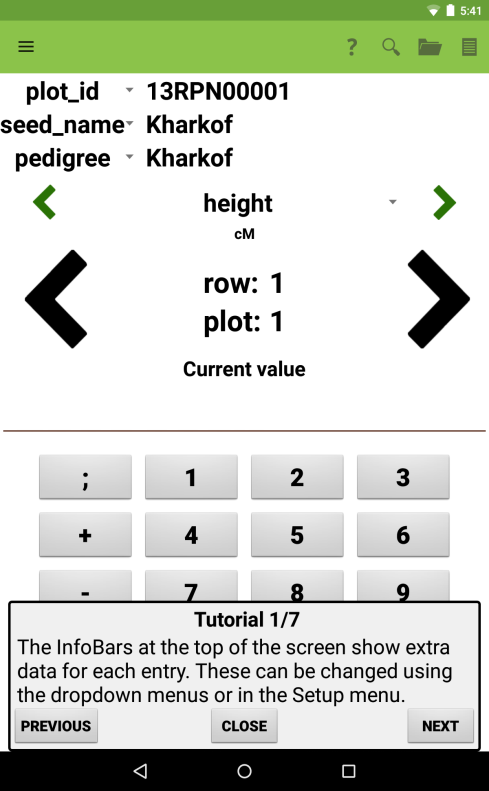 5:41
?
plot_id 13RPN00001
seed_name Kharkof
pedigree Kharkof
height
cM
row: 1
plot: 1
Current value
; 1 2 3
+ 4 5 6
- 7 8 9
Tutorial 1/7
The InfoBars at the top of the screen show extra
data for each entry. These can be changed using
the dropdown menus or in the Setup menu.
PREVIOUS CLOSE NEXT